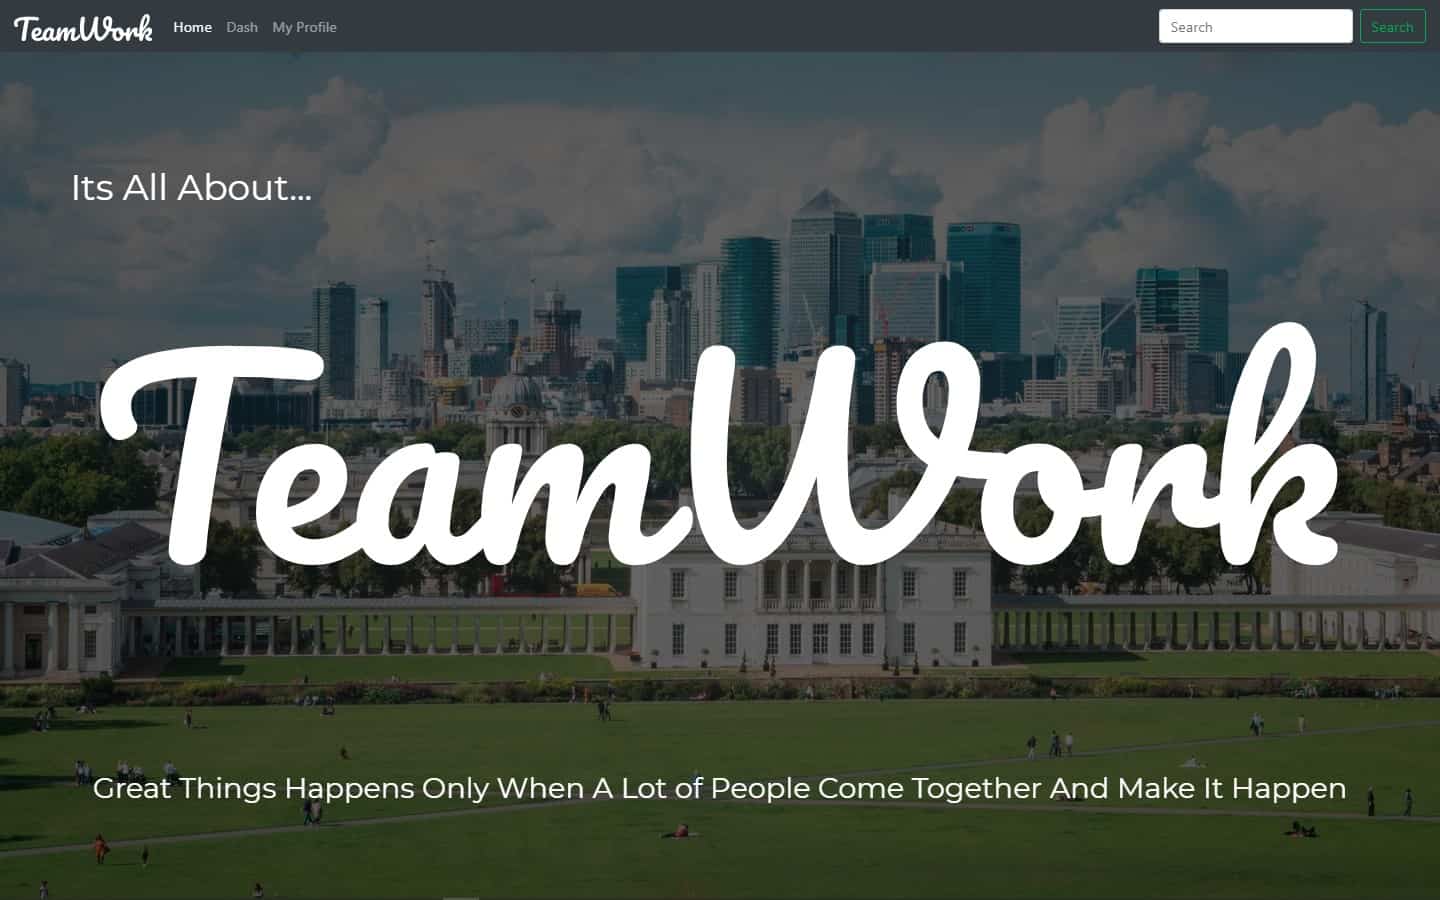 TeamWork Home Dash My Profile Search Search
Its All About...
TeamWork
Great Things Happens Only When A Lot of People Come Together And Make It Happen